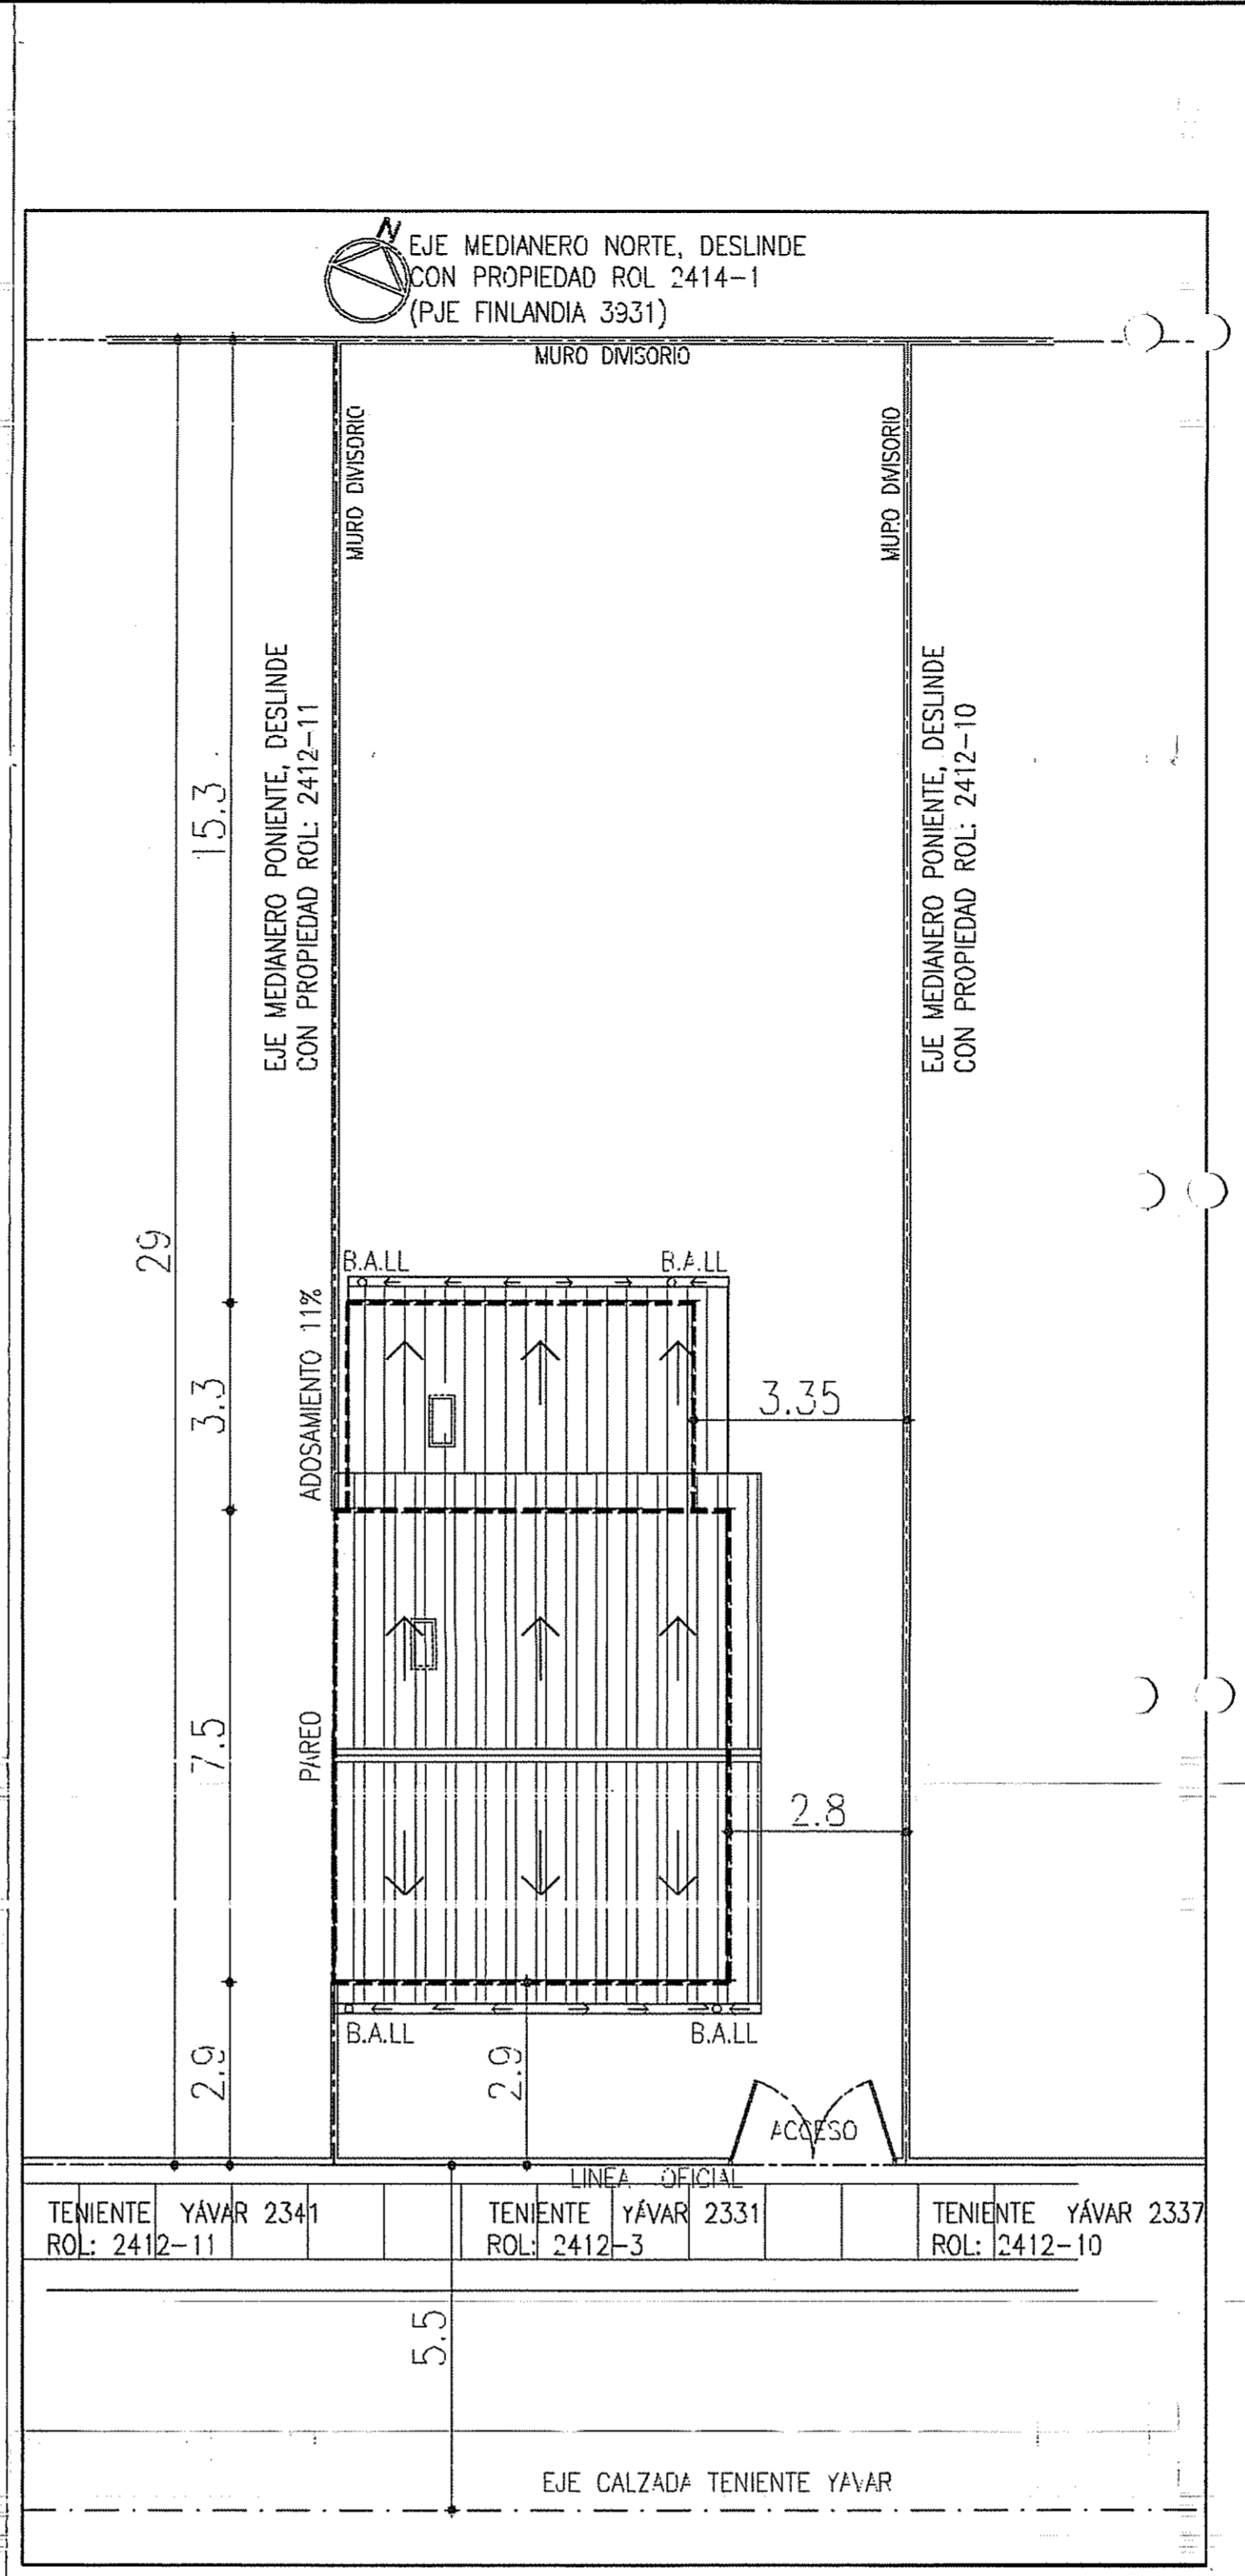 N
EJE MEDIANERO NORTE, DESLINDE
CON PROPIEDAD ROL 2414-1
(PJE FINLANDIA 3931)
MURO DIVISORIO
MURO DIVISORIO
MURO DIVISORIO
EJE MEDIANERO PONIENTE, DESLINDE
CON PROPIEDAD ROL: 2412-11
EJE MEDIANERO PONIENTE, DESLINDE
CON PROPIEDAD ROL: 2412-10
15.3
29
B.A.LL
B.A.LL
ADOSAMIENTO 11%
3.3
3.35
PAREO
7.5
2.8
B.A.LL
B.A.LL
2.9
2.9
ACCESO
LINEA OFICIAL
TENIENTE YÁVAR 2341
ROL: 2412-11
TENIENTE YÁVAR 2331
ROL: 2412-3
TENIENTE YÁVAR 2337
ROL: 2412-10
5.5
EJE CALZADA TENIENTE YAVAR